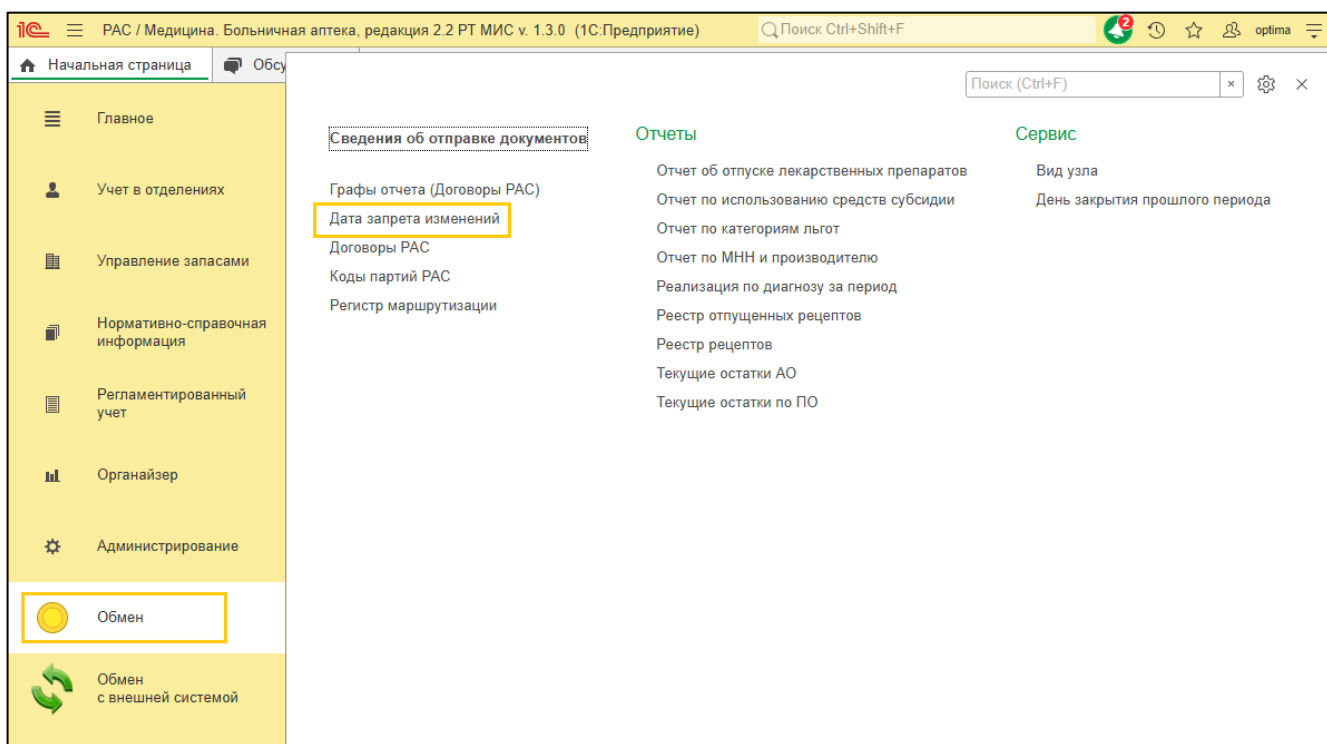 1С РАС / Медицина. Больничная аптека, редакция 2.2 РТ МИС v. 1.3.0 (1С:Предприятие) Поиск Ctrl+Shift+F 2 optima
Начальная страница Обсу
Поиск (Ctrl+F) × ×
Главное
Учет в отделениях
Управление запасами
Нормативно-справочная
информация
Регламентированный
учет
Органайзер
Администрирование
Обмен
Обмен
с внешней системой
Сведения об отправке документов
Графы отчета (Договоры РАС)
Дата запрета изменений
Договоры РАС
Коды партий РАС
Регистр маршрутизации
Отчеты
Отчет об отпуске лекарственных препаратов
Отчет по использованию средств субсидии
Отчет по категориям льгот
Отчет по МНН и производителю
Реализация по диагнозу за период
Реестр отпущенных рецептов
Реестр рецептов
Текущие остатки АО
Текущие остатки по ПО
Сервис
Вид узла
День закрытия прошлого периода